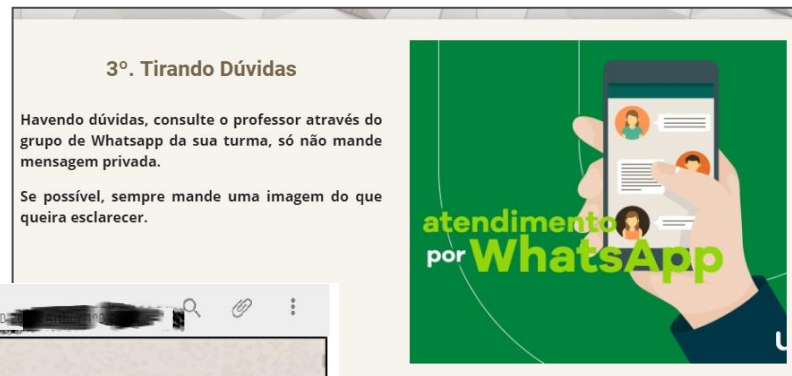 3º. Tirando Dúvidas
Havendo dúvidas, consulte o professor através do
grupo de Whatsapp da sua turma, só não mande
mensagem privada.
Se possível, sempre mande uma imagem do que
queira esclarecer.
atendimento
por WhatsApp